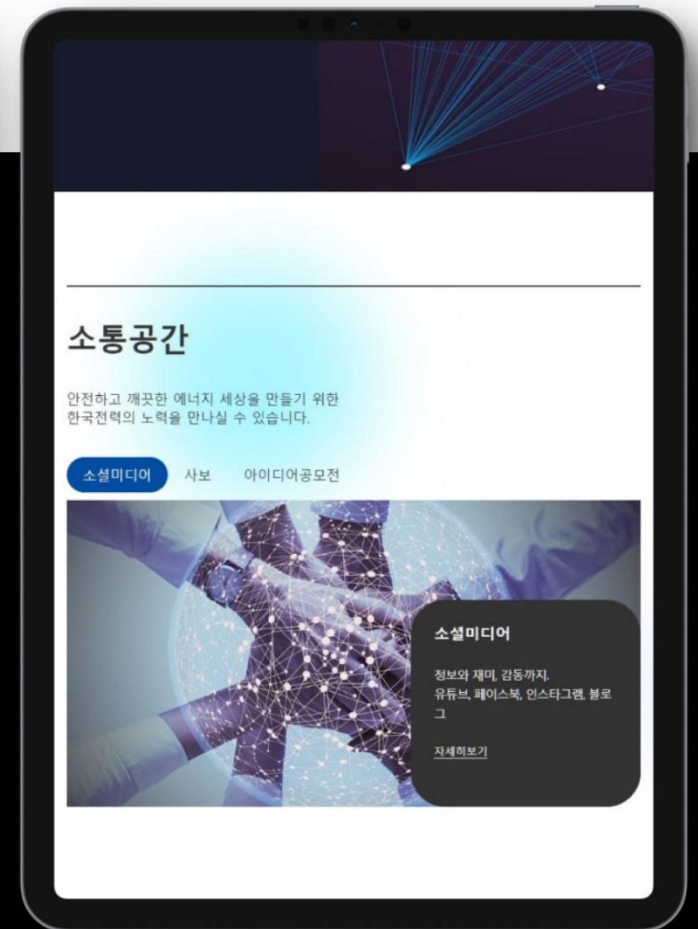 소통공간
안전하고 깨끗한 에너지 세상을 만들기 위한
한국전력의 노력을 만나실 수 있습니다.
소셜미디어 사보 아이디어공모전
소셜미디어
정보와 재미, 감동까지.
유튜브, 페이스북, 인스타그램, 블로
그
자세히보기